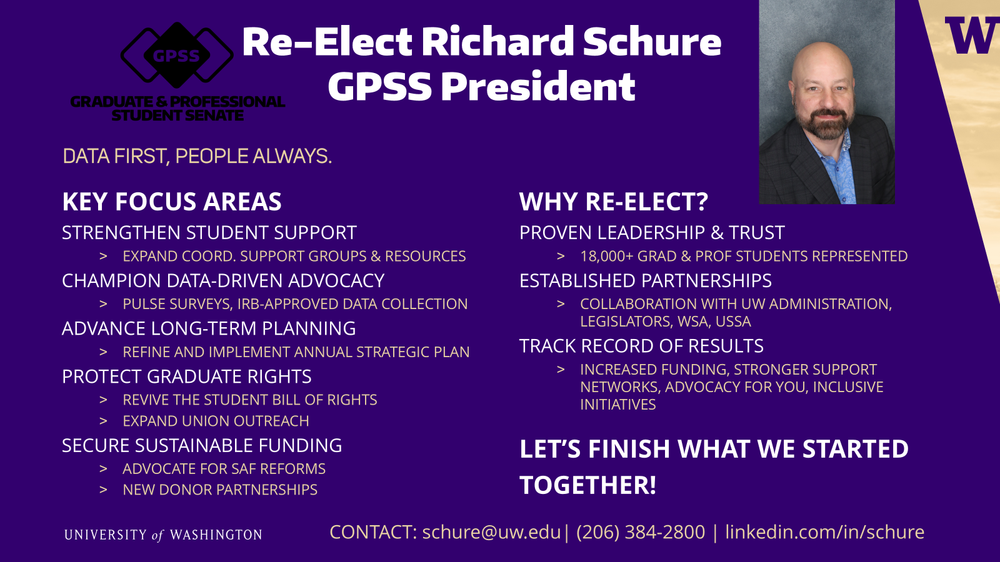 GPSS
GRADUATE & PROFESSIONAL
STUDENT SENATE
Re-Elect Richard Schure
GPSS President
W
DATA FIRST, PEOPLE ALWAYS.
KEY FOCUS AREAS
STRENGTHEN STUDENT SUPPORT
> EXPAND COORD. SUPPORT GROUPS & RESOURCES
CHAMPION DATA-DRIVEN ADVOCACY
> PULSE SURVEYS, IRB-APPROVED DATA COLLECTION
ADVANCE LONG-TERM PLANNING
> REFINE AND IMPLEMENT ANNUAL STRATEGIC PLAN
PROTECT GRADUATE RIGHTS
> REVIVE THE STUDENT BILL OF RIGHTS
> EXPAND UNION OUTREACH
SECURE SUSTAINABLE FUNDING
> ADVOCATE FOR SAF REFORMS
> NEW DONOR PARTNERSHIPS
WHY RE-ELECT?
PROVEN LEADERSHIP & TRUST
> 18,000+ GRAD & PROF STUDENTS REPRESENTED
ESTABLISHED PARTNERSHIPS
> COLLABORATION WITH UW ADMINISTRATION,
LEGISLATORS, WSA, USSA
TRACK RECORD OF RESULTS
> INCREASED FUNDING, STRONGER SUPPORT
NETWORKS, ADVOCACY FOR YOU, INCLUSIVE
INITIATIVES
LET'S FINISH WHAT WE STARTED
TOGETHER!
UNIVERSITY of WASHINGTON
CONTACT: schure@uw.edu| (206) 384-2800 | linkedin.com/in/schure